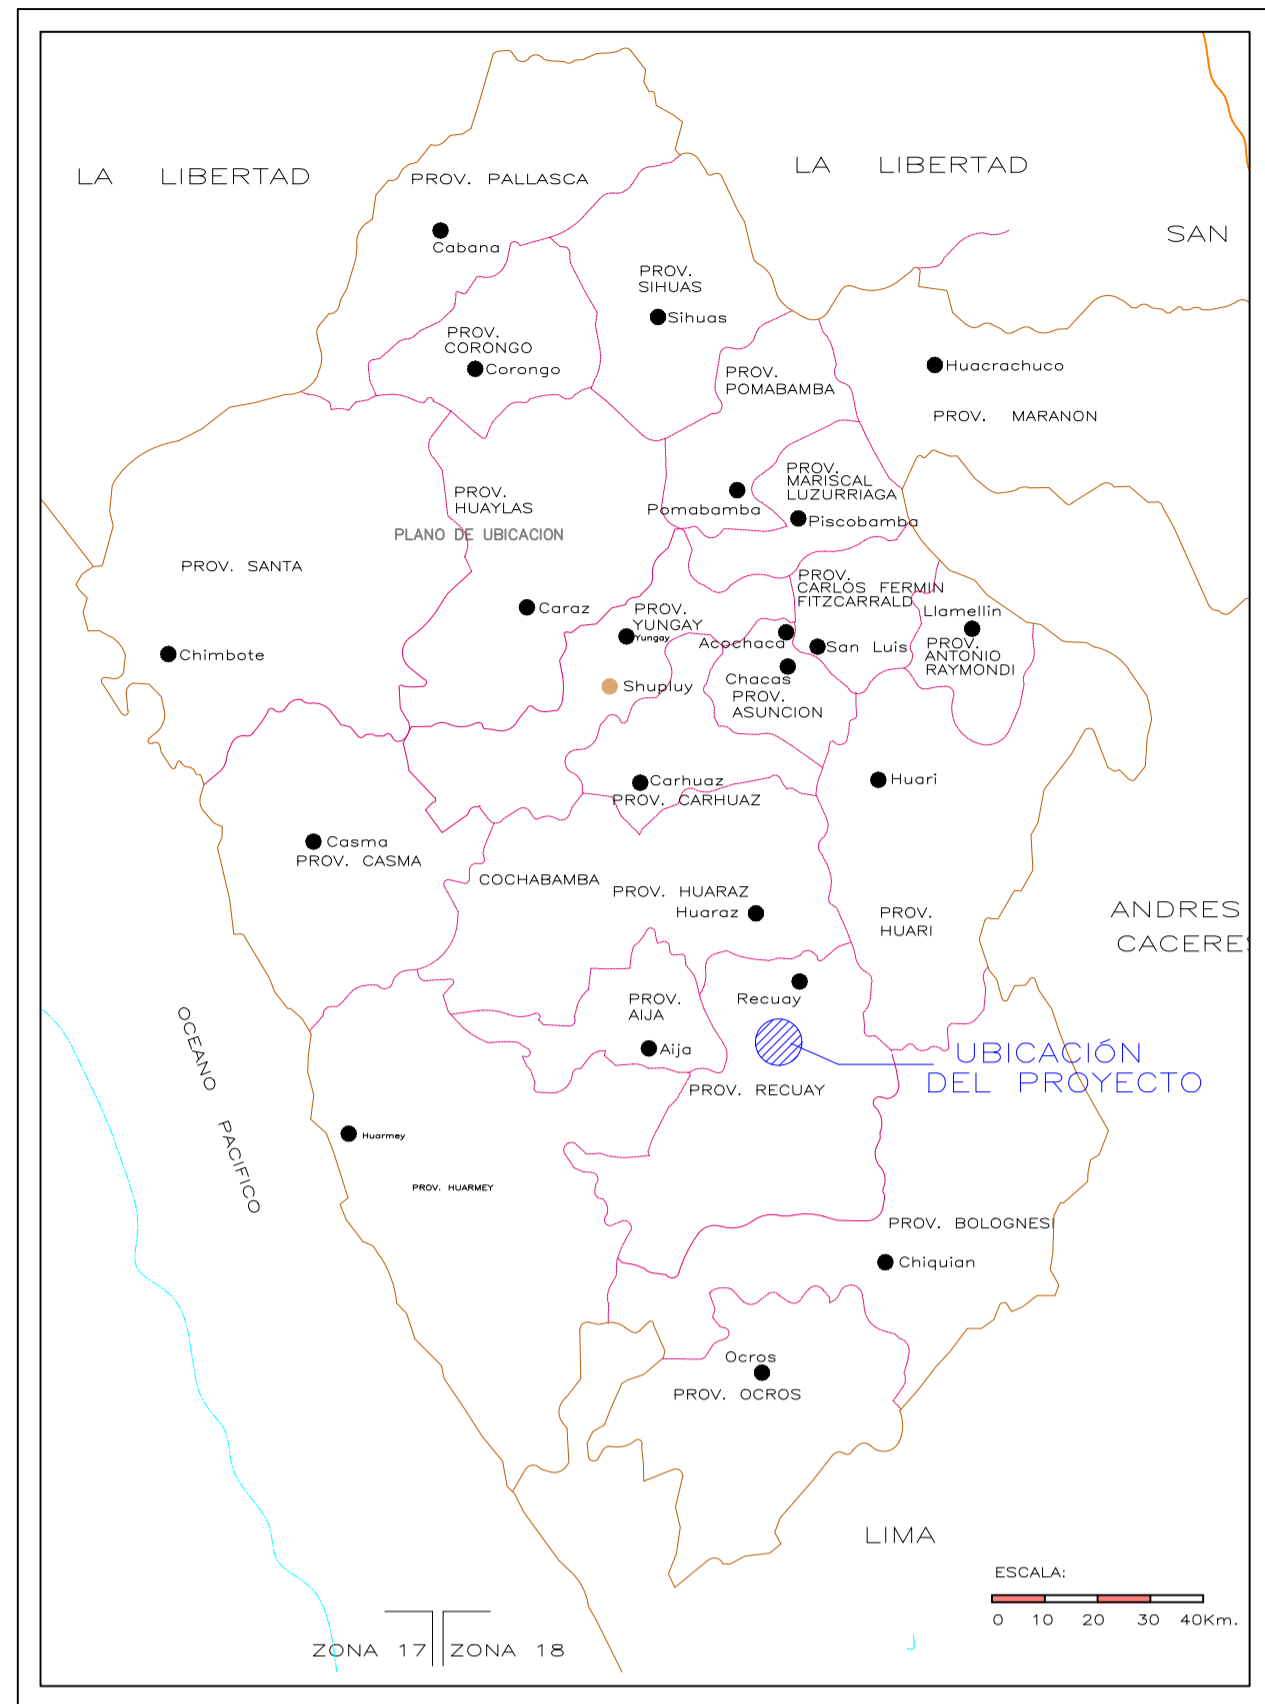 LA LIBERTAD
LA LIBERTAD
PROV. PALLASCA
SAN
Cabana
PROV.
SIHUAS
Sihuas
PROV.
CORONGO
Corongo
PROV.
POMABAMBA
Huacrachuco
PROV. MARANON
PROV.
HUAYLAS
PLANO DE UBICACION
Pomabamba
PROV.
MARISCAL
LUZURRIAGA
Piscobamba
PROV. SANTA
PROV.
CARLOS FERMIN
FITZCARRALD
Caraz
PROV.
YUNGAY
Yungay
Llamellin
Acochaca
San Luis
PROV.
ANTONIO
RAYMONDI
Chimbote
Shupluy
Chacas
PROV.
ASUNCION
Carhuaz
PROV. CARHUAZ
Huari
Casma
PROV. CASMA
COCHABAMBA
PROV. HUARAZ
Huaraz
PROV.
HUARI
ANDRES
CACERES
Recuay
PROV.
AIJA
Aija
OCEANO PACIFICO
UBICACIÓN
DEL PROYECTO
PROV. RECUAY
Huarmey
PROV. HUARMEY
PROV. BOLOGNESI
Chiquian
Ocros
PROV. OCROS
LIMA
ESCALA:
0 10 20 30 40Km.
ZONA 17 ZONA 18